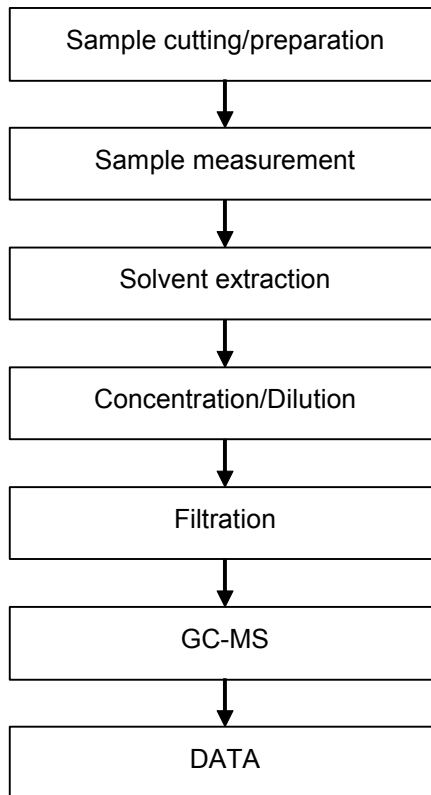 Sample cutting/preparation
Sample measurement
Solvent extraction
Concentration/Dilution
Filtration
GC-MS
DATA